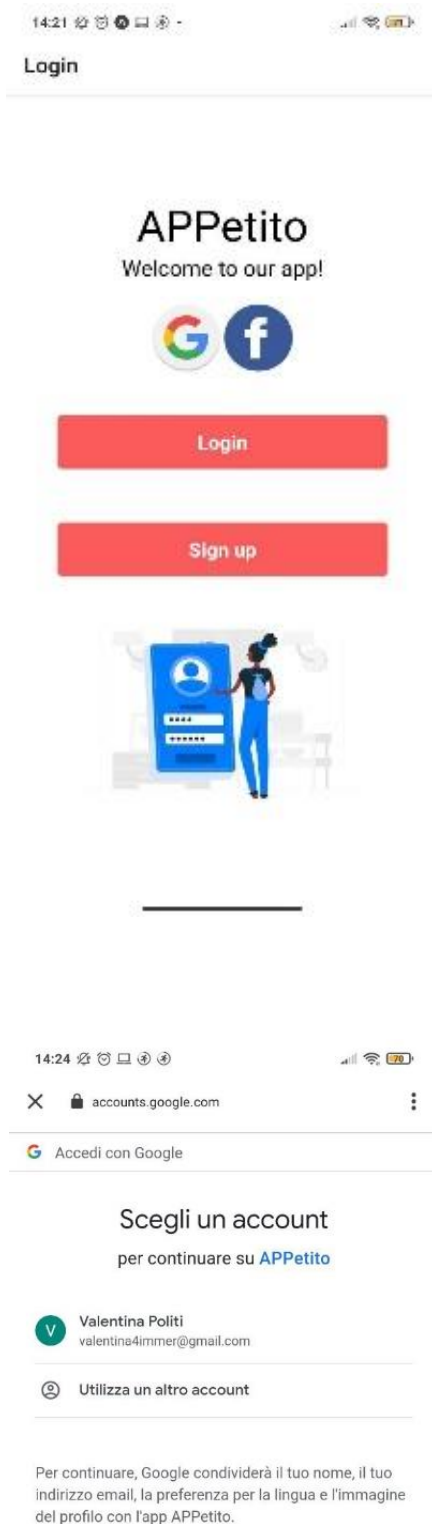 14:21
Login
APPetito
Welcome to our app!
Login
Sign up
14:24
70
accounts.google.com
Accedi con Google
Scegli un account
per continuare su APPetito
V
Valentina Politi
valentina4immer@gmail.com
Utilizza un altro account
Per continuare, Google condividerà il tuo nome, il tuo
indirizzo email, la preferenza per la lingua e l'immagine
del profilo con l'app APPetito.